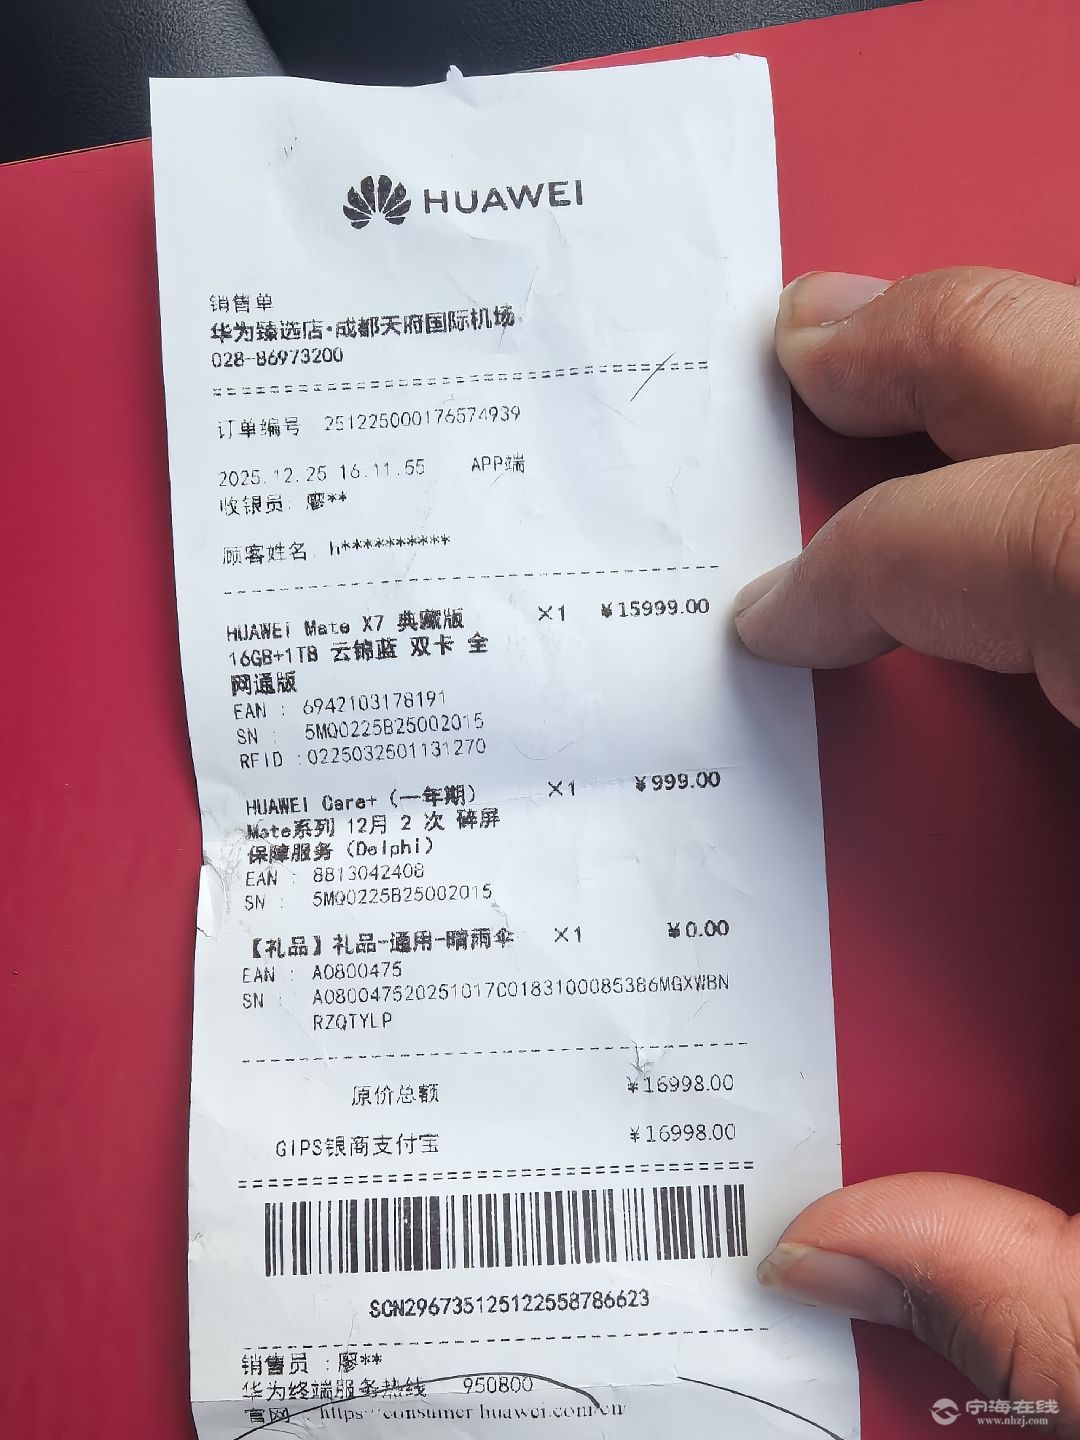 HUAWEI
销售单
华为臻选店·成都天府国际机场
028-86973200
订单编号 251225000176574939
2025.12.25 16.11.55 APP端
收银员: 廖**
顾客姓名: h**********
HUAWEI Mate X7 典藏版 ×1 ¥15999.00
16GB+1TB 云锦蓝 双卡 全
网通版
EAN : 6942103178191
SN : 5MQ0225B25002015
RFID :0225032501131270
HUAWEI Care+（一年期） ×1 ¥999.00
Mate系列 12月 2 次 碎屏
保障服务（Delphi）
EAN : 8813042408
SN : 5MQ0225B25002015
【礼品】礼品-通用-晴雨伞 ×1 ¥0.00
EAN : A0800475
SN : A08004752025101700183100085386MGXWBN
RZQTYLP
原价总额 ¥16998.00
GIPS银商支付宝 ¥16998.00
SCN296735125122558786623
销售员 :廖**
华为终端服务热线 950800
官网 https://consumer.huawei.com/cn/
宁海在线
www.nhzj.com